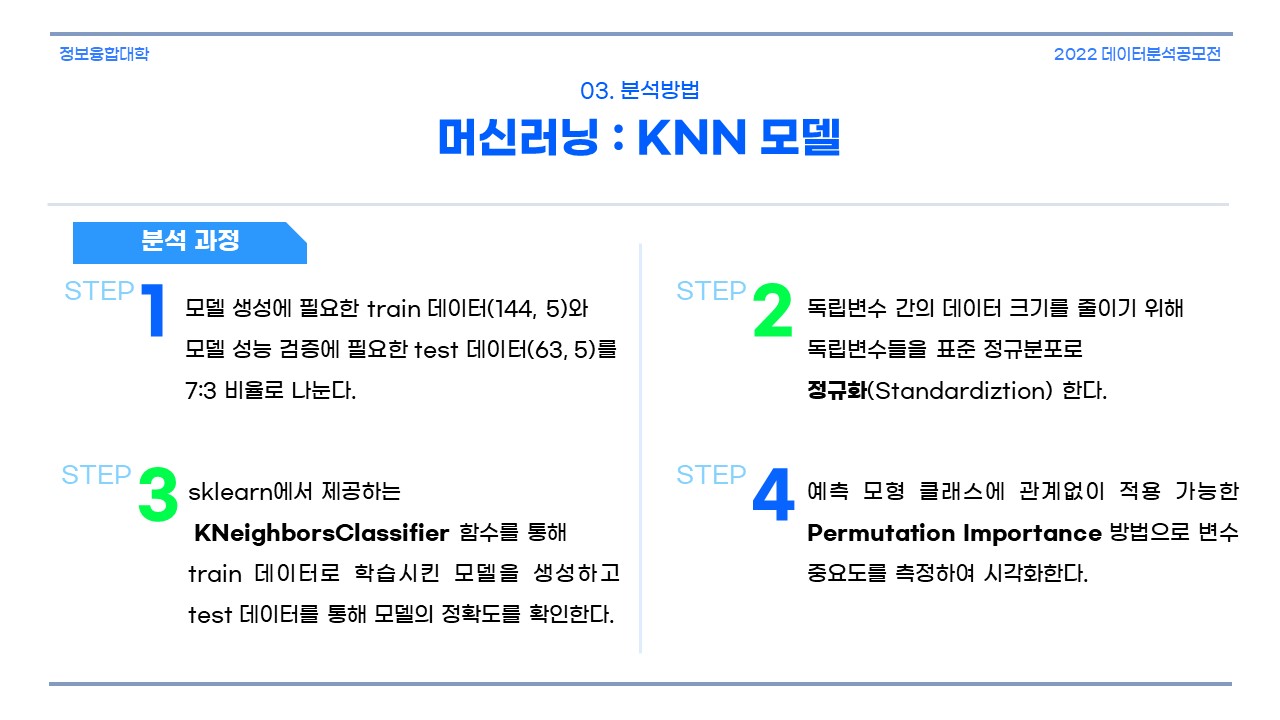 정보융합대학
2022 데이터분석공모전
03. 분석방법
머신러닝 : KNN 모델
분석 과정
STEP 1
모델 생성에 필요한 train 데이터(144, 5)와
모델 성능 검증에 필요한 test 데이터(63, 5)를
7:3 비율로 나눈다.
STEP 2
독립변수 간의 데이터 크기를 줄이기 위해
독립변수들을 표준 정규분포로
정규화(Standardiztion) 한다.
STEP 3
sklearn에서 제공하는
KNeighborsClassifier 함수를 통해
train 데이터로 학습시킨 모델을 생성하고
test 데이터를 통해 모델의 정확도를 확인한다.
STEP 4
예측 모형 클래스에 관계없이 적용 가능한
Permutation Importance 방법으로 변수
중요도를 측정하여 시각화한다.